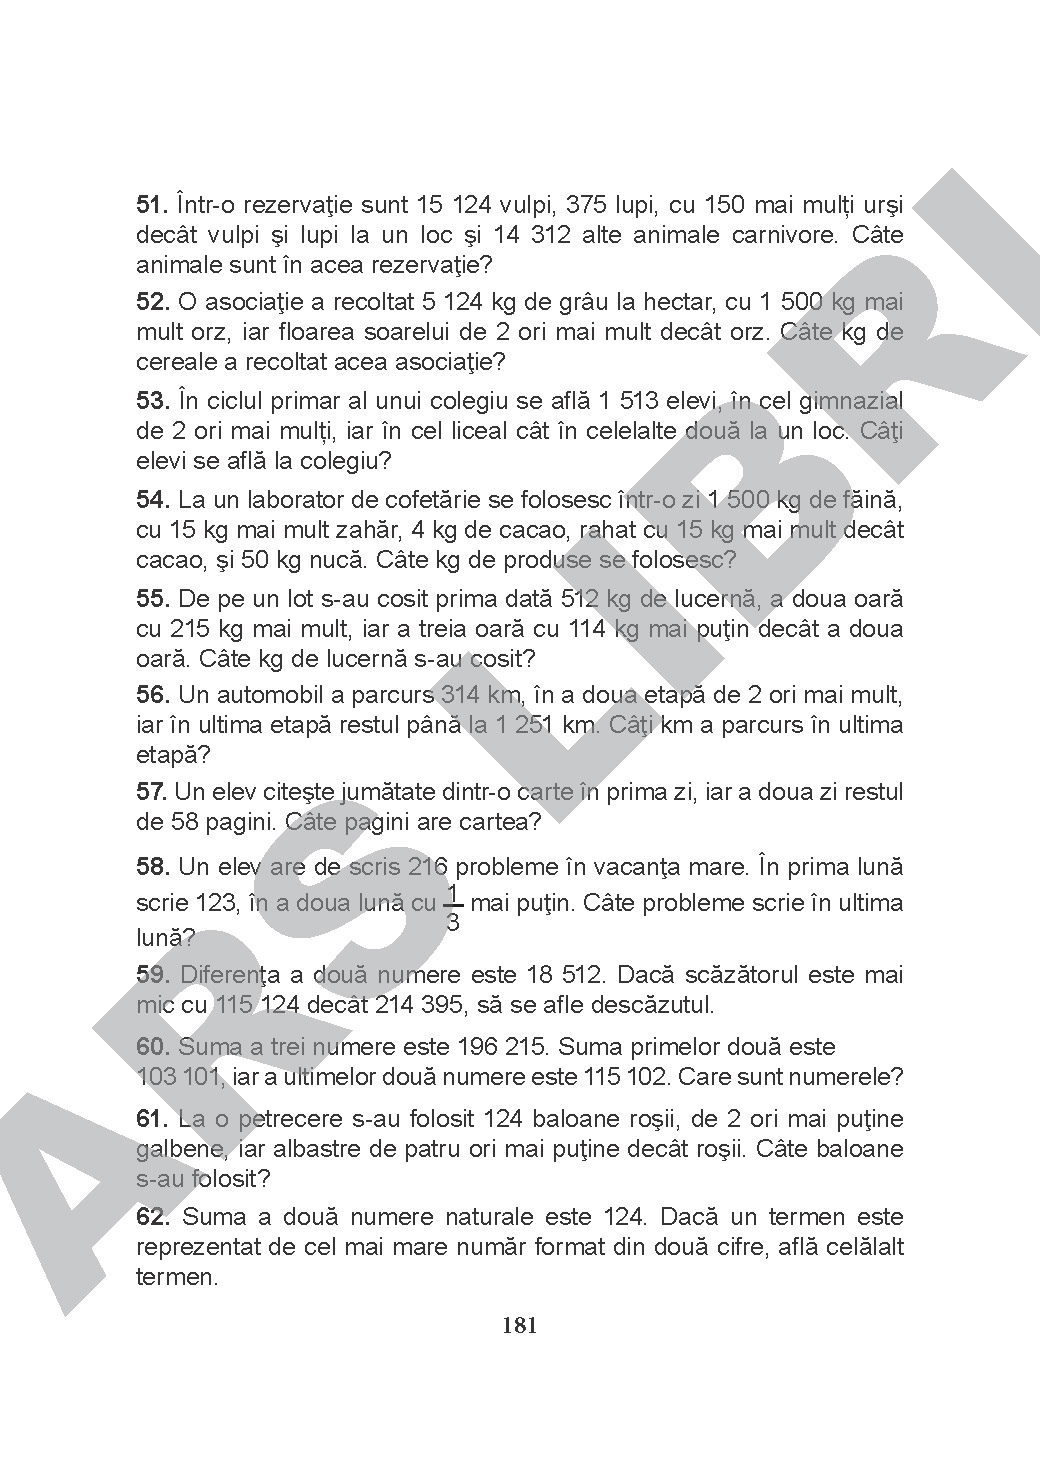 51. Într-o rezervaţie sunt 15 124 vulpi, 375 lupi, cu 150 mai mulți urşi
decât vulpi şi lupi la un loc şi 14 312 alte animale carnivore. Câte
animale sunt în acea rezervaţie?
52. O asociaţie a recoltat 5 124 kg de grâu la hectar, cu 1 500 kg mai
mult orz, iar floarea soarelui de 2 ori mai mult decât orz. Câte kg de
cereale a recoltat acea asociaţie?
53. În ciclul primar al unui colegiu se află 1 513 elevi, în cel gimnazial
de 2 ori mai mulți, iar în cel liceal cât în celelalte două la un loc. Câţi
elevi se află la colegiu?
54. La un laborator de cofetărie se folosesc într-o zi 1 500 kg de făină,
cu 15 kg mai mult zahăr, 4 kg de cacao, rahat cu 15 kg mai mult decât
cacao, şi 50 kg nucă. Câte kg de produse se folosesc?
55. De pe un lot s-au cosit prima dată 512 kg de lucernă, a doua oară
cu 215 kg mai mult, iar a treia oară cu 114 kg mai puţin decât a doua
oară. Câte kg de lucernă s-au cosit?
56. Un automobil a parcurs 314 km, în a doua etapă de 2 ori mai mult,
iar în ultima etapă restul până la 1 251 km. Câţi km a parcurs în ultima
etapă?
57. Un elev citeşte jumătate dintr-o carte în prima zi, iar a doua zi restul
de 58 pagini. Câte pagini are cartea?
58. Un elev are de scris 216 probleme în vacanţa mare. În prima lună
scrie 123, în a doua lună cu 1/3 mai puţin. Câte probleme scrie în ultima
lună?
59. Diferenţa a două numere este 18 512. Dacă scăzătorul este mai
mic cu 115 124 decât 214 395, să se afle descăzutul.
60. Suma a trei numere este 196 215. Suma primelor două este
103 101, iar a ultimelor două numere este 115 102. Care sunt numerele?
61. La o petrecere s-au folosit 124 baloane roşii, de 2 ori mai puţine
galbene, iar albastre de patru ori mai puţine decât roşii. Câte baloane
s-au folosit?
62. Suma a două numere naturale este 124. Dacă un termen este
reprezentat de cel mai mare număr format din două cifre, află celălalt
termen.
181
ARS LIBRI